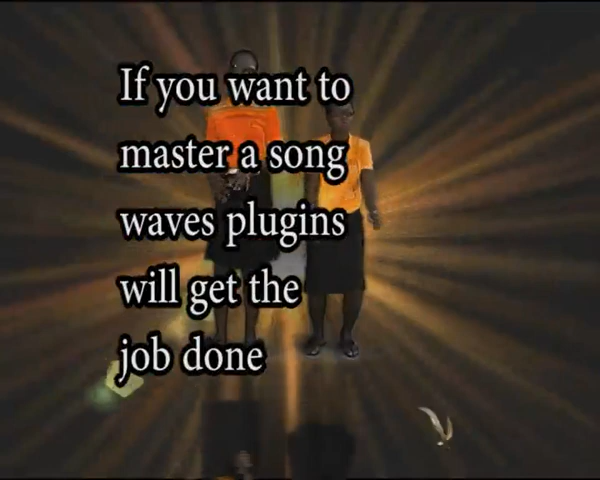 If you want to
master a song
waves plugins
will get the
job done